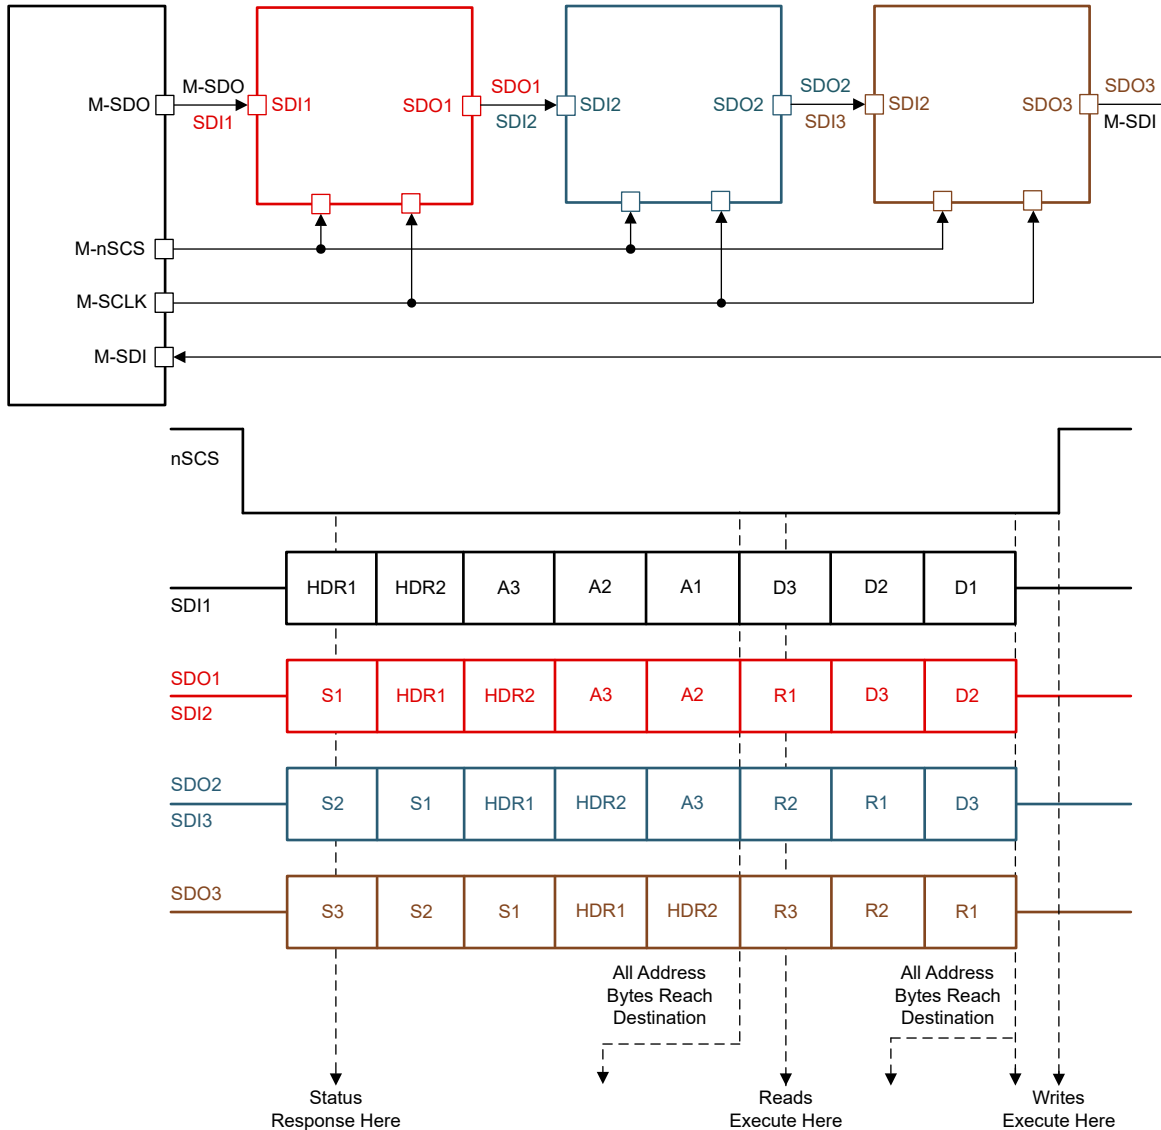 M-SDO
M-SDO
SDI1
SDI1
SDO1
SDO1
SDI2
SDI2
SDO2
SDO2
SDI3
SDI2
SDO3
SDO3
M-SDI
M-nSCS
M-SCLK
M-SDI
nSCS
SDI1
HDR1 HDR2 A3 A2 A1 D3 D2 D1
SDO1
SDI2
S1 HDR1 HDR2 A3 A2 R1 D3 D2
SDO2
SDI3
S2 S1 HDR1 HDR2 A3 R2 R1 D3
SDO3
S3 S2 S1 HDR1 HDR2 R3 R2 R1
All Address
Bytes Reach
Destination
All Address
Bytes Reach
Destination
Status
Response Here
Reads
Execute Here
Writes
Execute Here